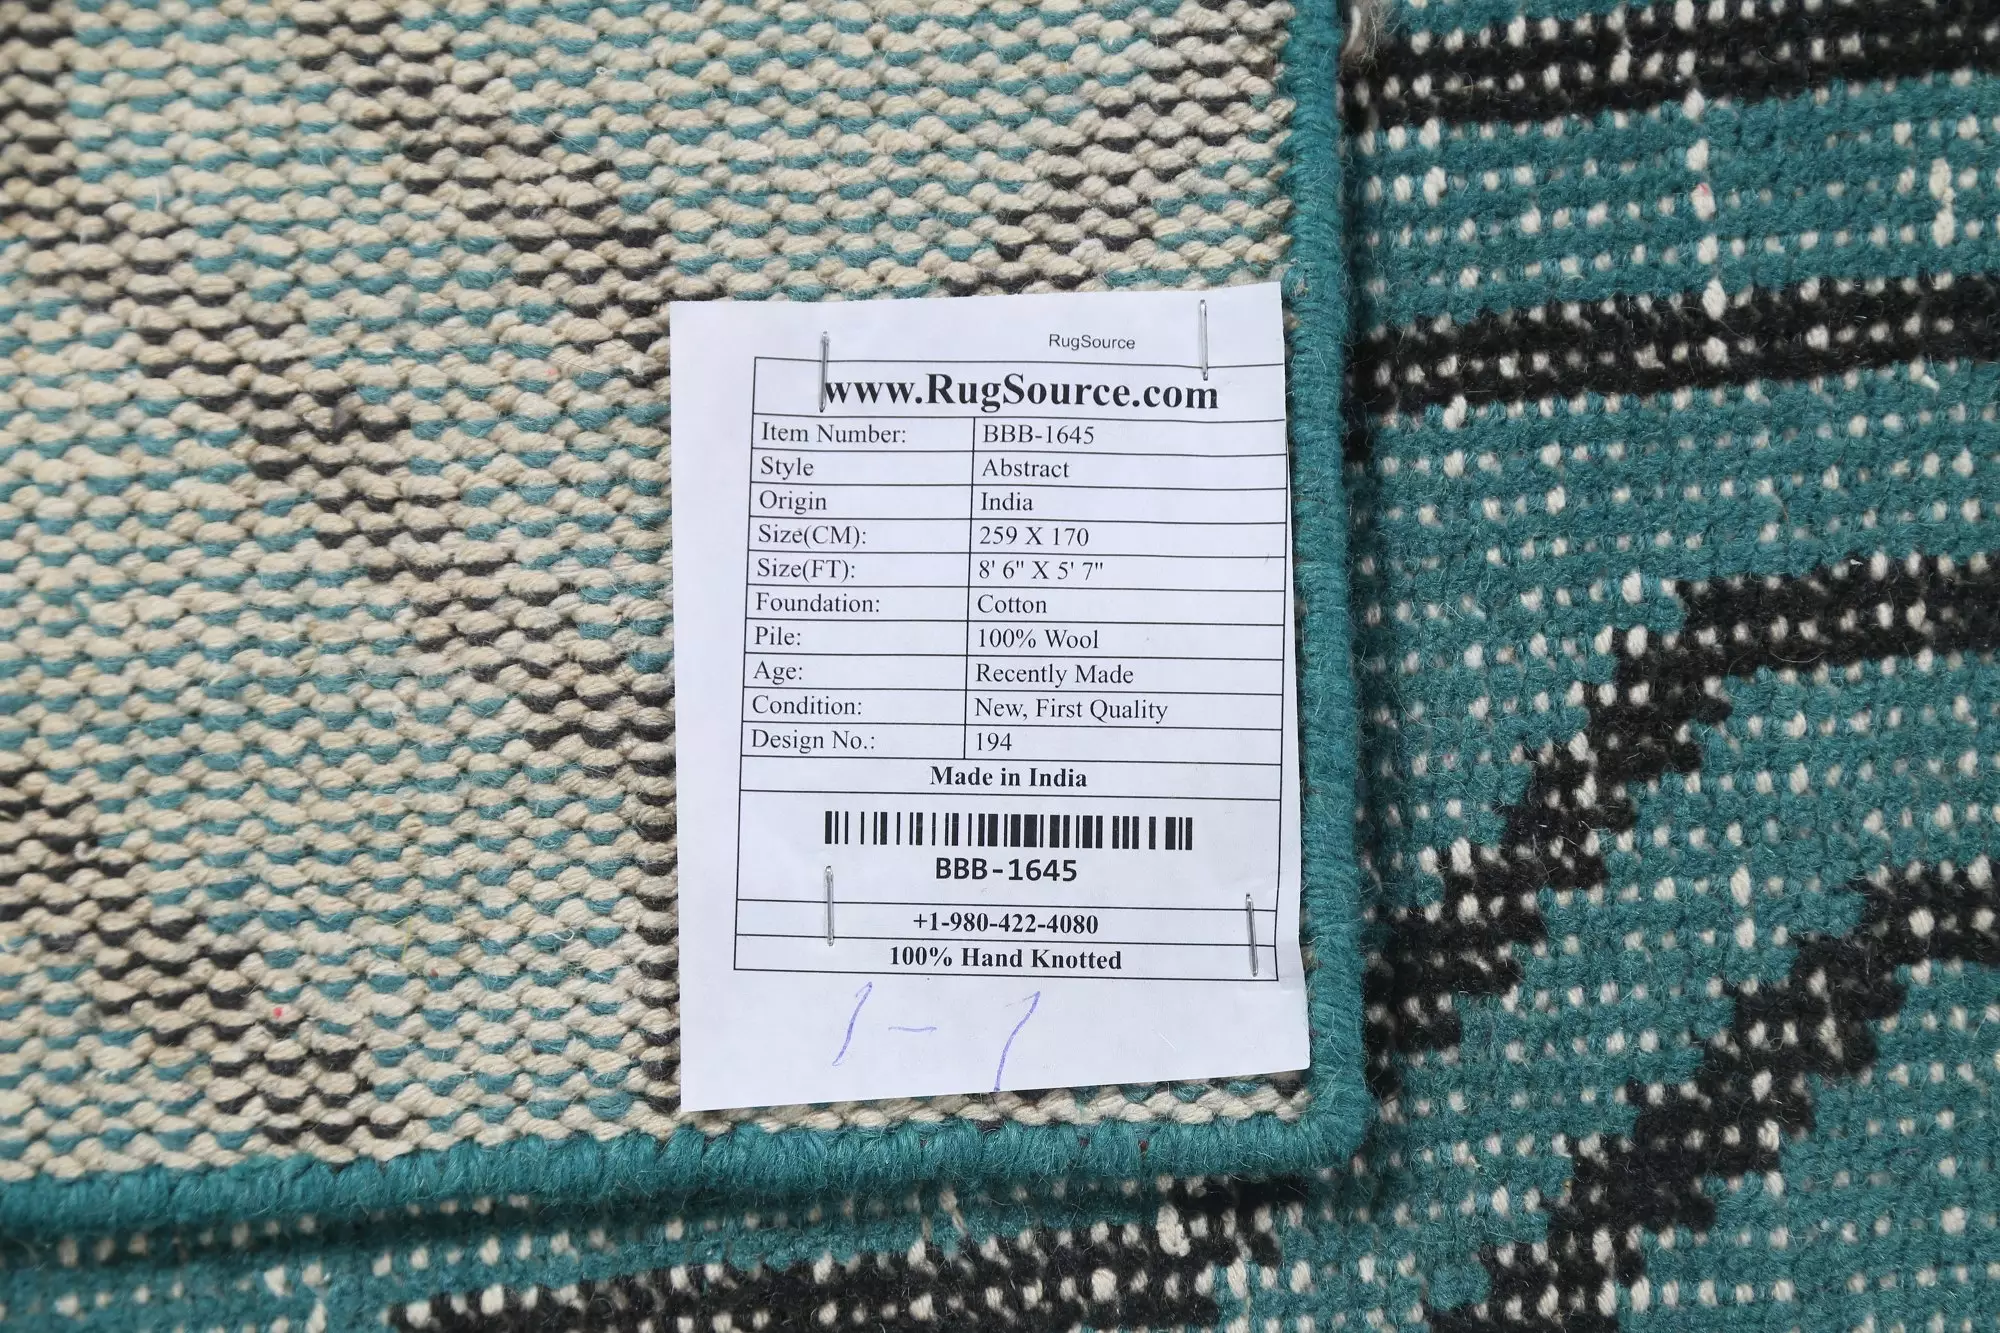 RugSource
www.RugSource.com
Item Number: BBB-1645
Style Abstract
Origin India
Size(CM): 259 X 170
Size(FT): 8' 6" X 5' 7"
Foundation: Cotton
Pile: 100% Wool
Age: Recently Made
Condition: New, First Quality
Design No.: 194
Made in India
BBB-1645
+1-980-422-4080
100% Hand Knotted
1-1